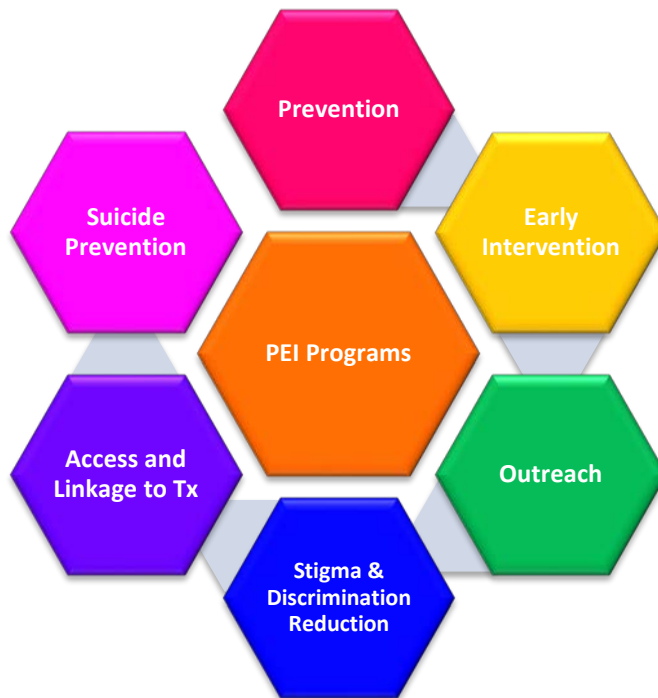 Prevention
Suicide
Prevention
Early
Intervention
PEI Programs
Access and
Linkage to Tx
Outreach
Stigma &
Discrimination
Reduction